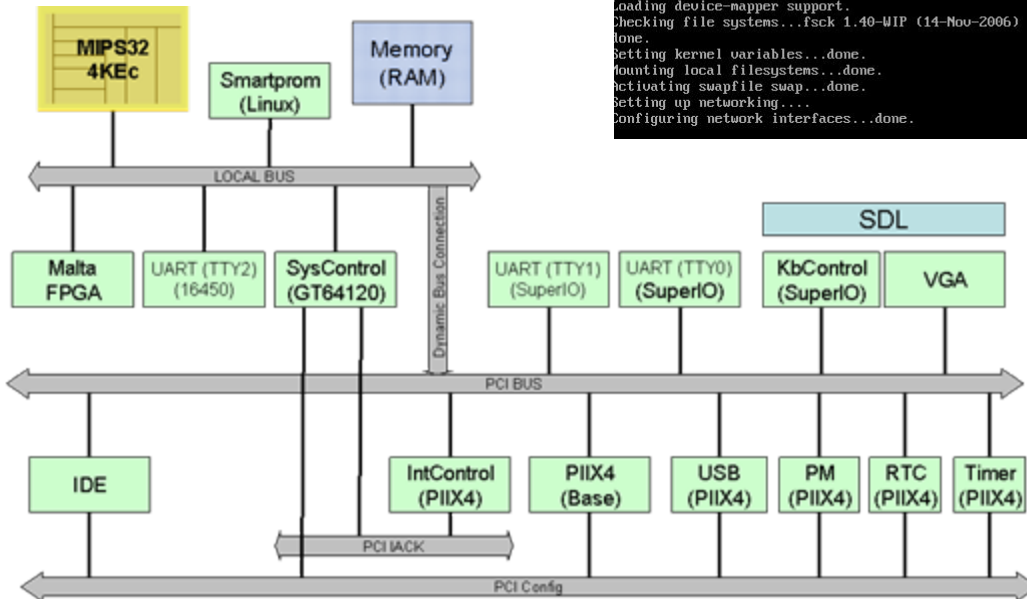 MIPS32
4KEc
Smartprom
(Linux)
Memory
(RAM)
Loading device-mapper support.
Checking file systems...fsck 1.40-WIP (14-Nov-2006)
done.
Setting kernel variables...done.
Mounting local filesystems...done.
Activating swapfile swap...done.
Setting up networking....
Configuring network interfaces...done.
LOCAL BUS
Dynamic Bus Connection
SDL
Malta
FPGA
UART (TTY2)
(16450)
SysControl
(GT64120)
UART (TTY1)
(SuperIO)
UART (TTY0)
(SuperIO)
KbControl
(SuperIO)
VGA
PCI BUS
IDE
IntControl
(PIIX4)
PIIX4
(Base)
USB
(PIIX4)
PM
(PIIX4)
RTC
(PIIX4)
Timer
(PIIX4)
PCI IACK
PCI Config